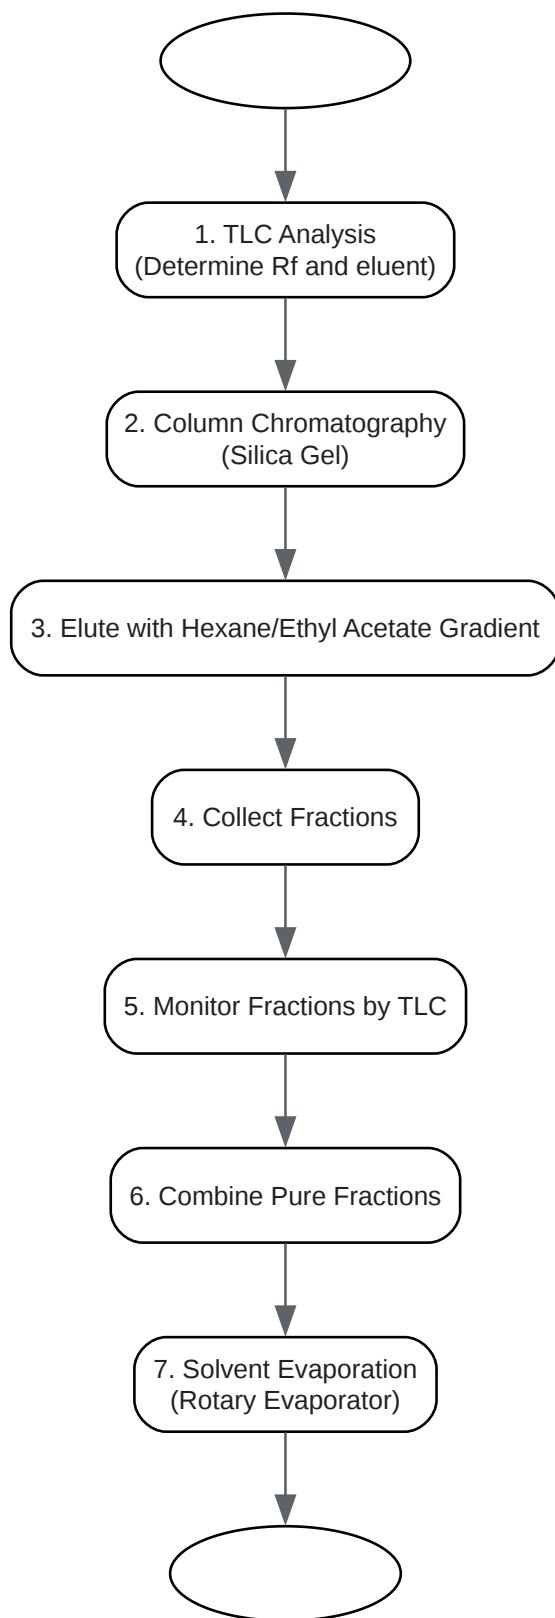 1. TLC Analysis
(Determine Rf and eluent)
2. Column Chromatography
(Silica Gel)
3. Elute with Hexane/Ethyl Acetate Gradient
4. Collect Fractions
5. Monitor Fractions by TLC
6. Combine Pure Fractions
7. Solvent Evaporation
(Rotary Evaporator)